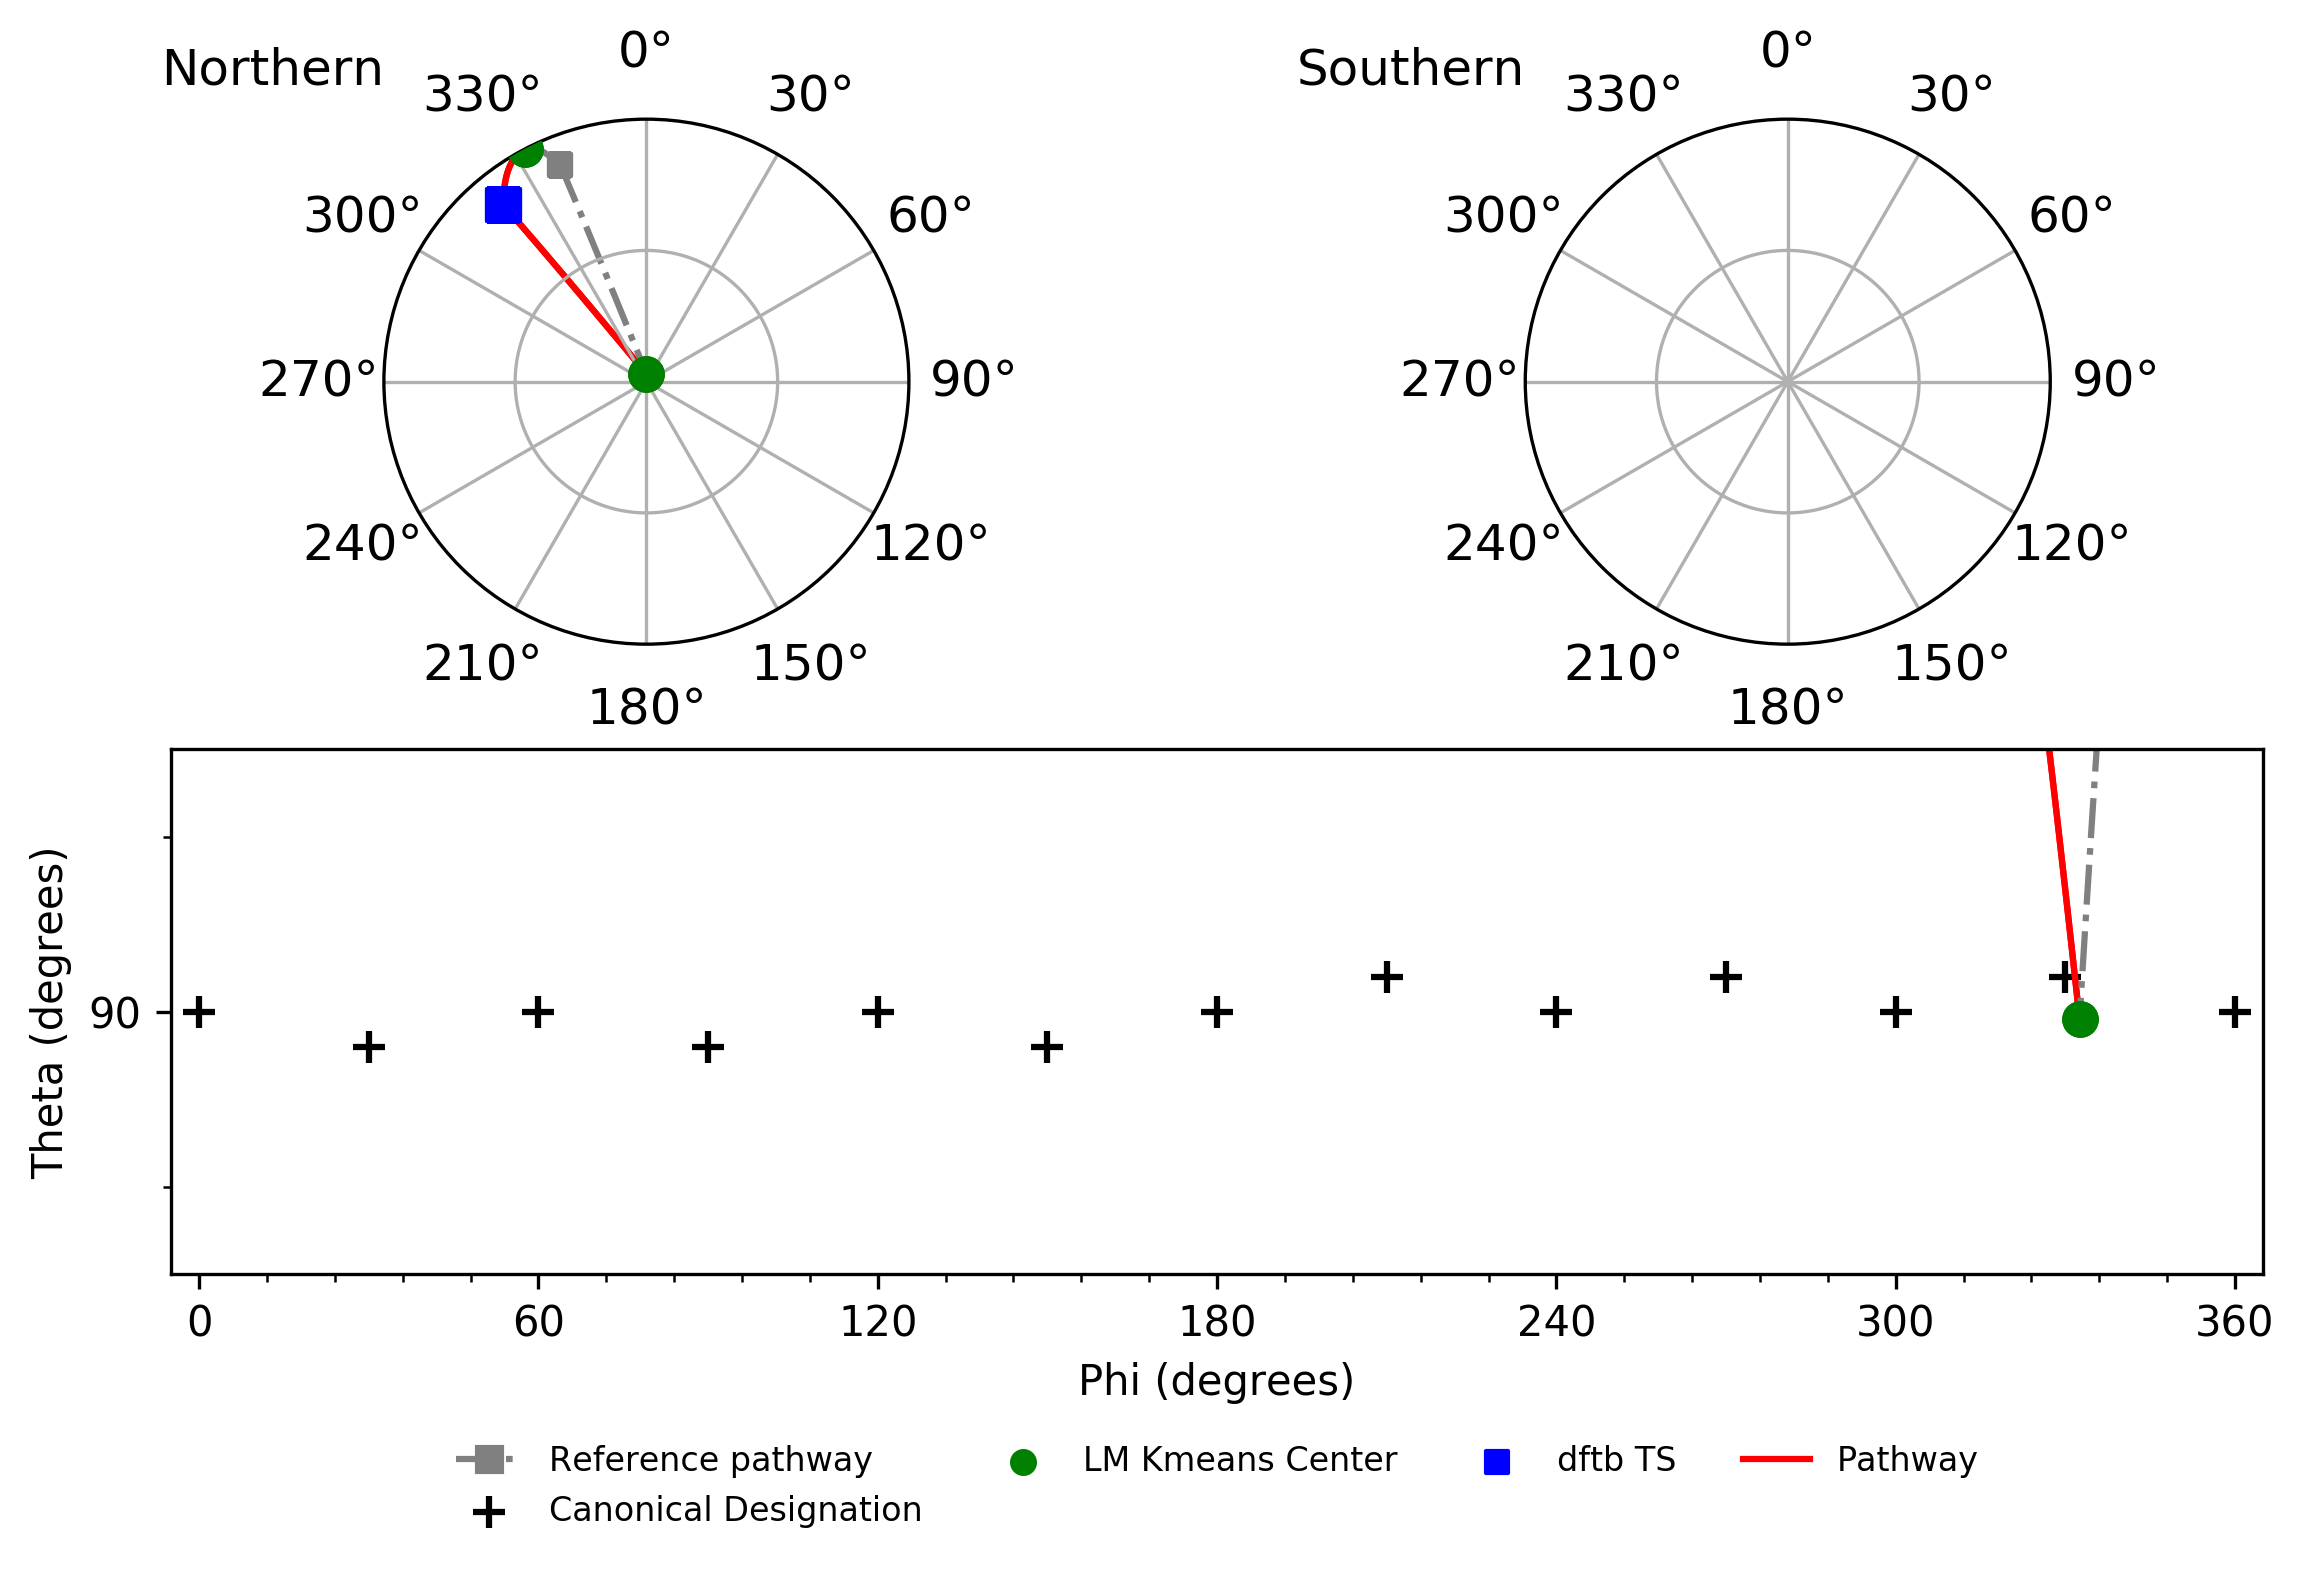 Northern
0°
330°
30°
300°
60°
270°
90°
240°
120°
210°
150°
180°
Southern
0°
330°
30°
300°
60°
270°
90°
240°
120°
210°
150°
180°
Theta (degrees)
90
0 60 120 180 240 300 360
Phi (degrees)
Reference pathway
Canonical Designation
LM Kmeans Center
dftb TS
Pathway